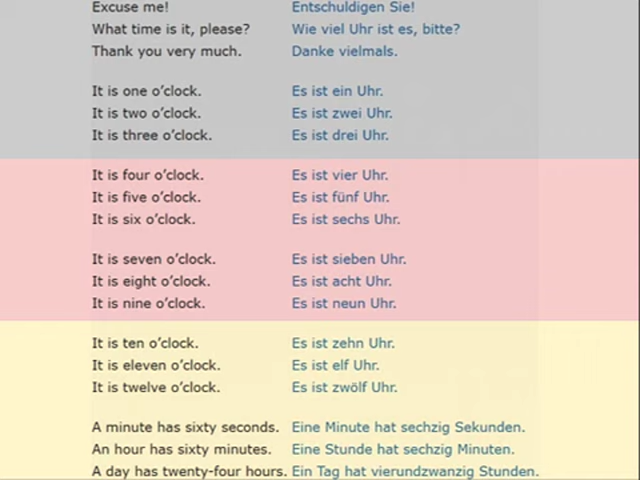 Excuse me! Entschuldigen Sie!
What time is it, please? Wie viel Uhr ist es, bitte?
Thank you very much. Danke vielmals.
It is one o’clock. Es ist ein Uhr.
It is two o’clock. Es ist zwei Uhr.
It is three o’clock. Es ist drei Uhr.
It is four o’clock. Es ist vier Uhr.
It is five o’clock. Es ist fünf Uhr.
It is six o’clock. Es ist sechs Uhr.
It is seven o’clock. Es ist sieben Uhr.
It is eight o’clock. Es ist acht Uhr.
It is nine o’clock. Es ist neun Uhr.
It is ten o’clock. Es ist zehn Uhr.
It is eleven o’clock. Es ist elf Uhr.
It is twelve o’clock. Es ist zwölf Uhr.
A minute has sixty seconds. Eine Minute hat sechzig Sekunden.
An hour has sixty minutes. Eine Stunde hat sechzig Minuten.
A day has twenty-four hours. Ein Tag hat vierundzwanzig Stunden.